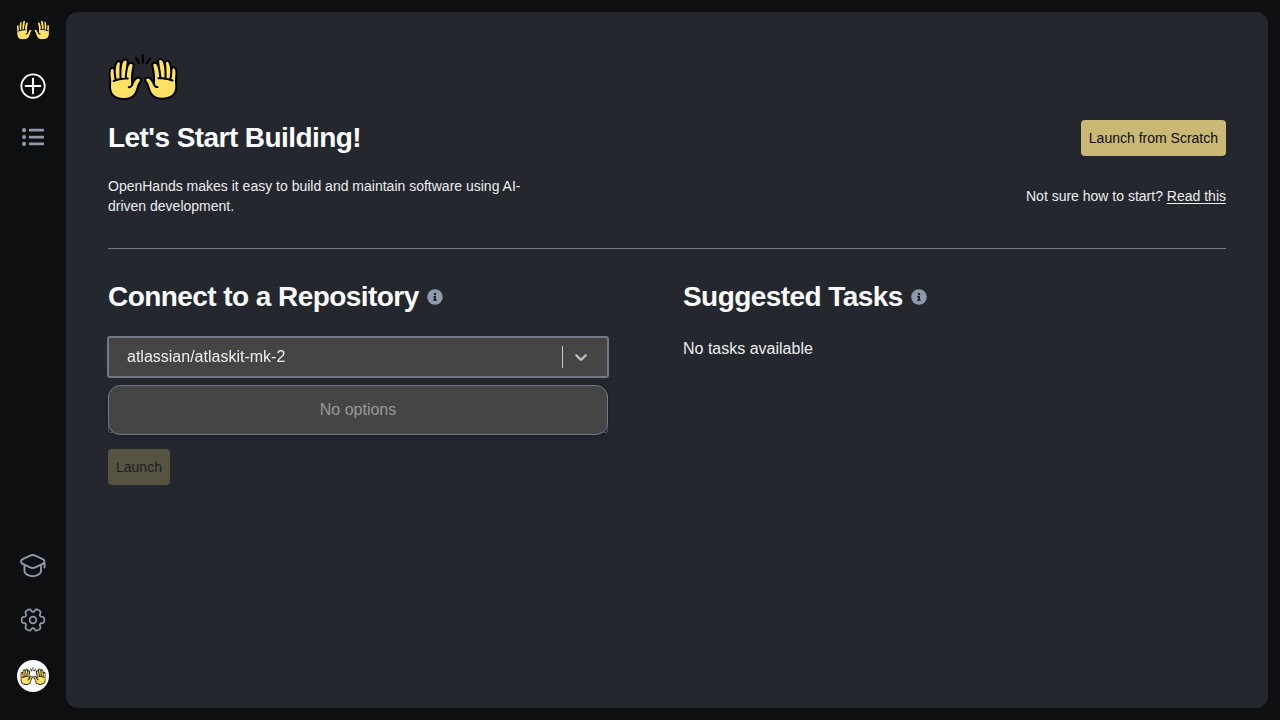 Let's Start Building!
Launch from Scratch
OpenHands makes it easy to build and maintain software using AI-
driven development.
Not sure how to start? Read this
Connect to a Repository
atlassian/atlaskit-mk-2
No options
Launch
Suggested Tasks
No tasks available